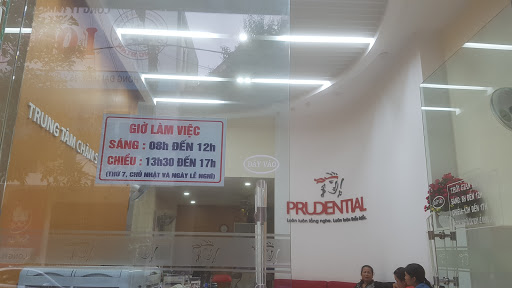 TRUNG TÂM CHĂM S
GIỜ LÀM VIỆC
SÁNG : 08h ĐẾN 12h
CHIỀU : 13h30 ĐẾN 17h
(THỨ 7, CHỦ NHẬT VÀ NGÀY LỄ NGHỈ)
ĐẨY VÀO
PRUDENTIAL
Luôn luôn lắng nghe. Luôn luôn thấu hiểu.